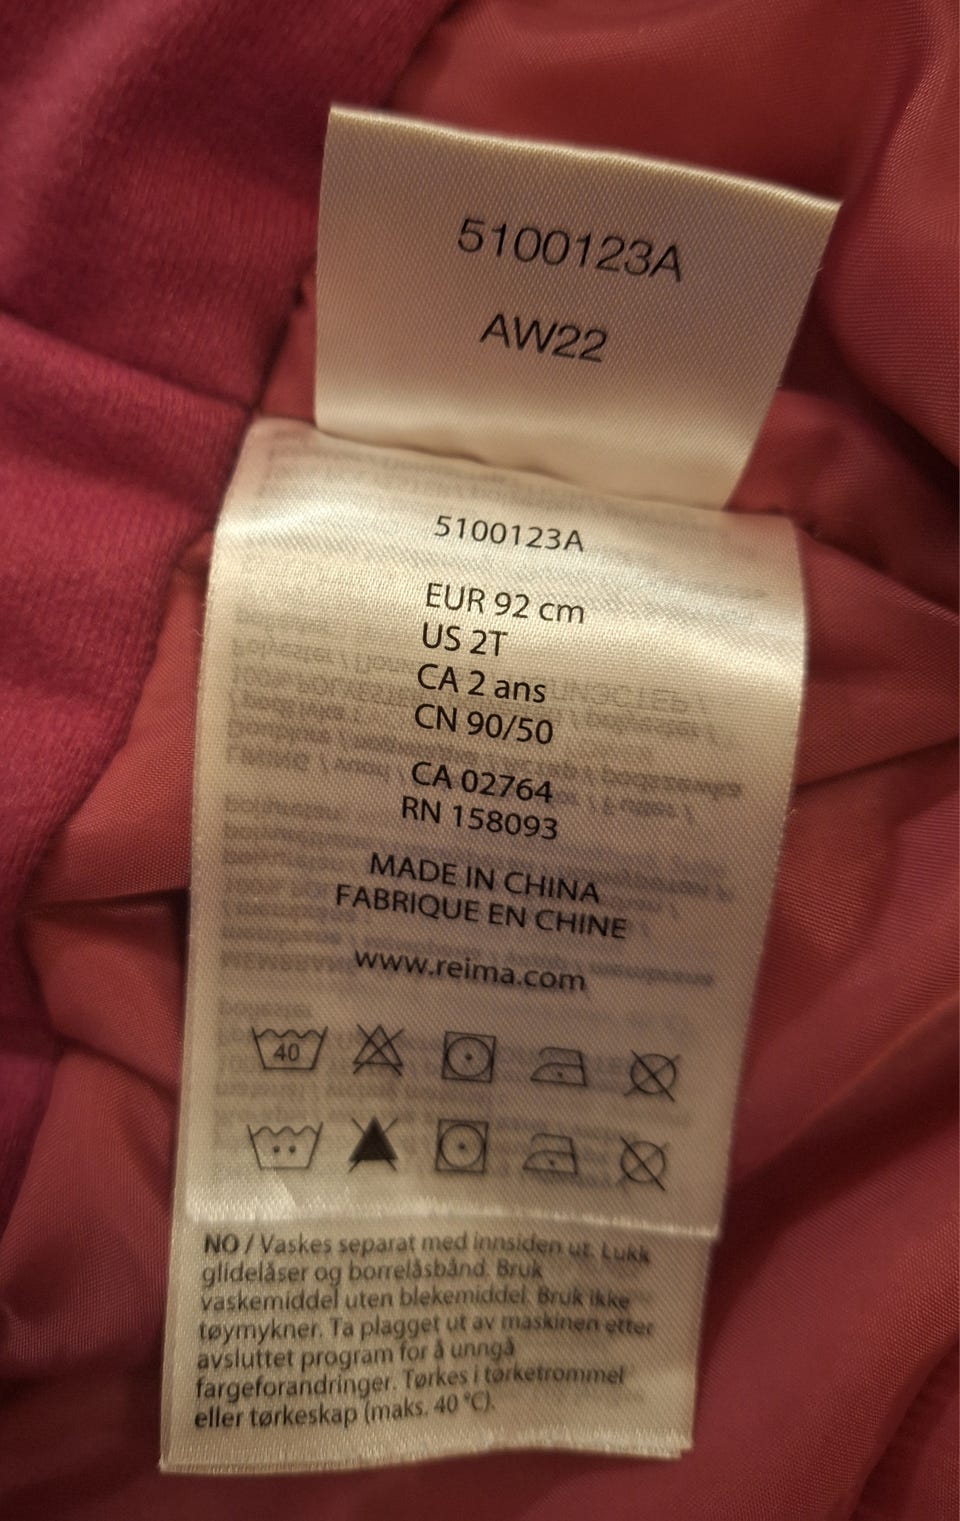 5100123A
AW22
5100123A
EUR 92 cm
US 2T
CA 2 ans
CN 90/50
CA 02764
RN 158093
MADE IN CHINA
FABRIQUE EN CHINE
www.reima.com
40
NO / Vaskes separat med innsiden ut. Lukk
glidelåser og borrelåsbånd. Bruk
vaskemiddel uten blekemiddel. Bruk ikke
tøymykner. Ta plagget ut av maskinen etter
avsluttet program for å unngå
fargeforandringer. Tørkes i tørketrommel
eller tørkeskap (maks. 40 °C).